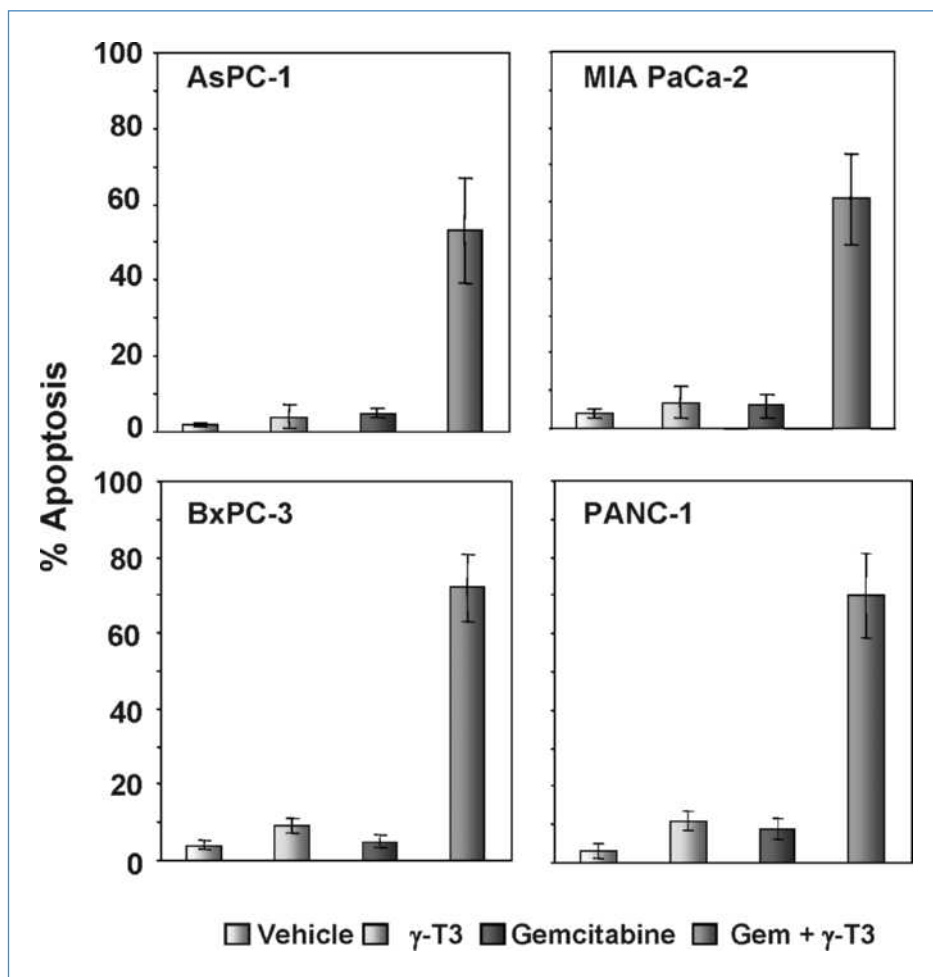 % Apoptosis
100
80
60
40
20
0
AsPC-1
MIA PaCa-2
100
80
60
40
20
0
BxPC-3
PANC-1
Vehicle γ-T3 Gemcitabine Gem + γ-T3